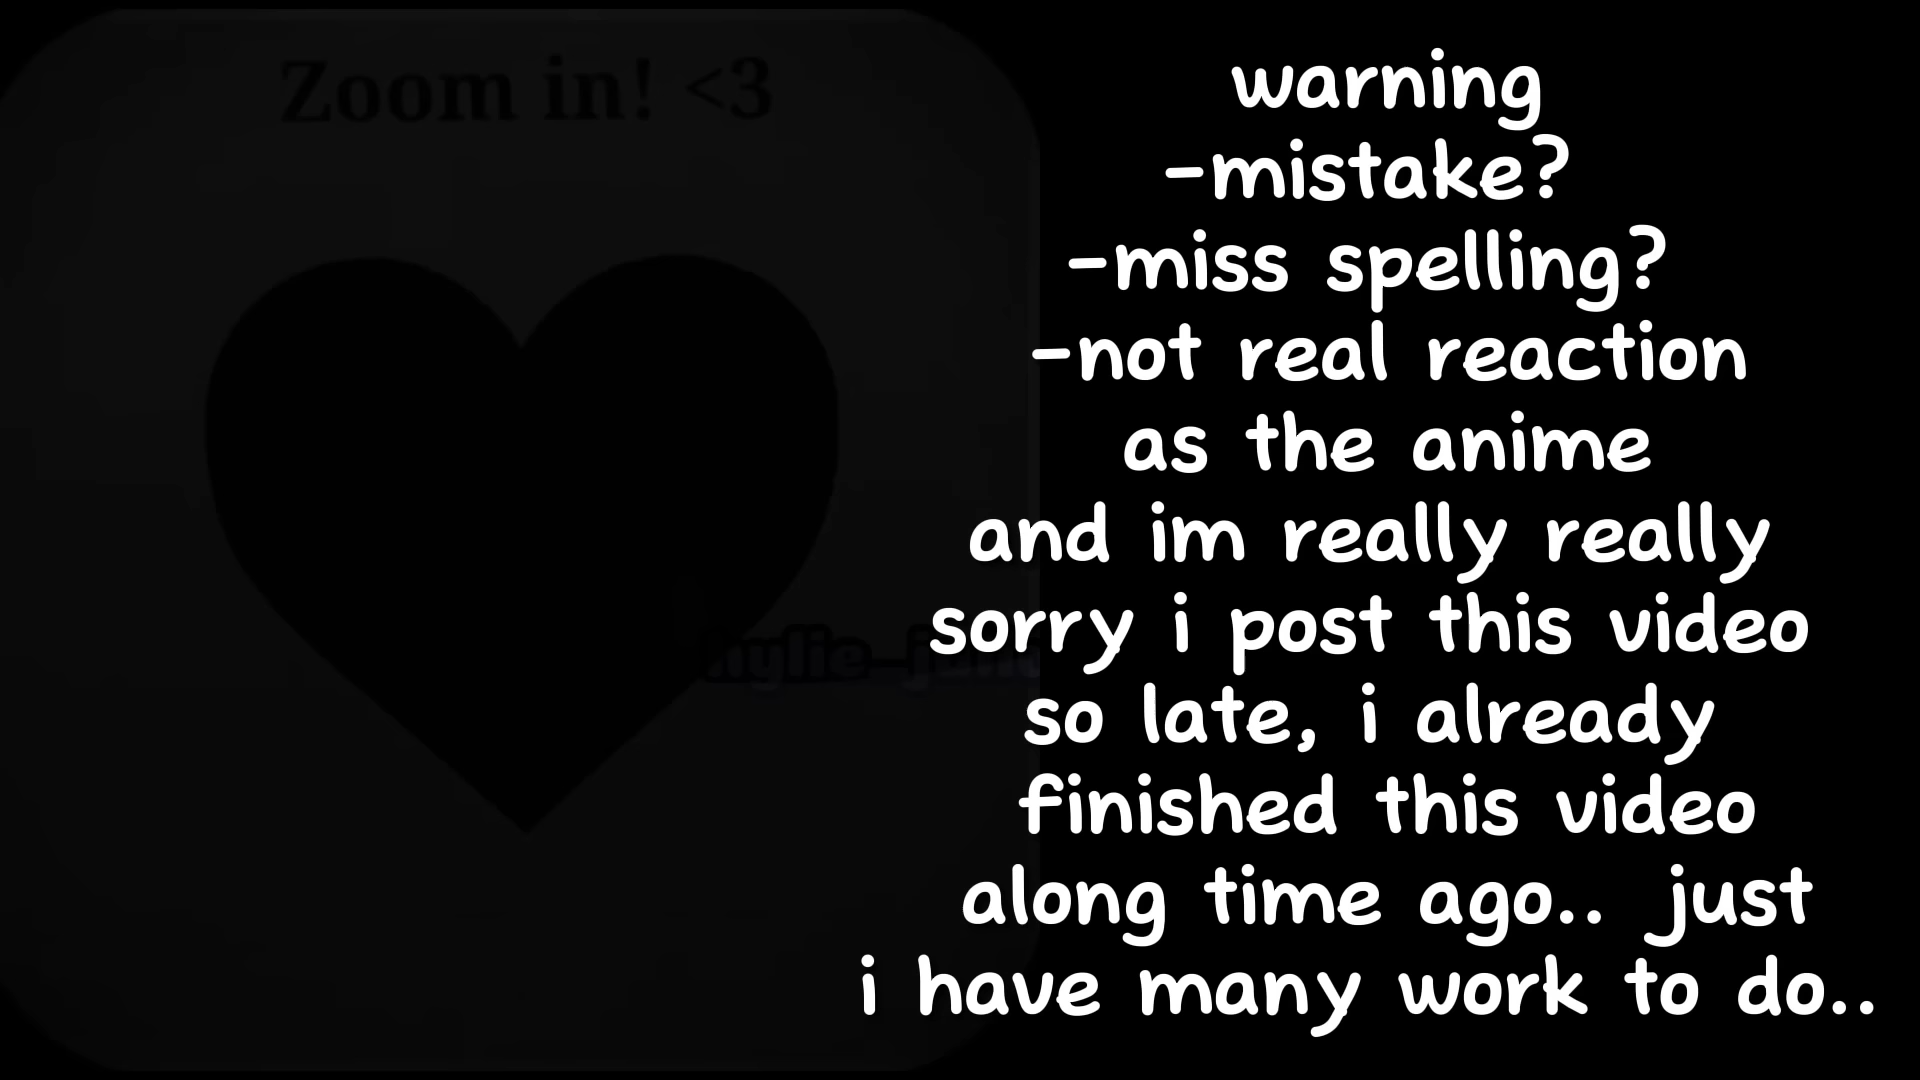 Zoom in! <3
warning
-mistake?
-miss spelling?
-not real reaction
as the anime
and im really really
sorry i post this video
so late, i already
finished this video
along time ago.. just
i have many work to do..